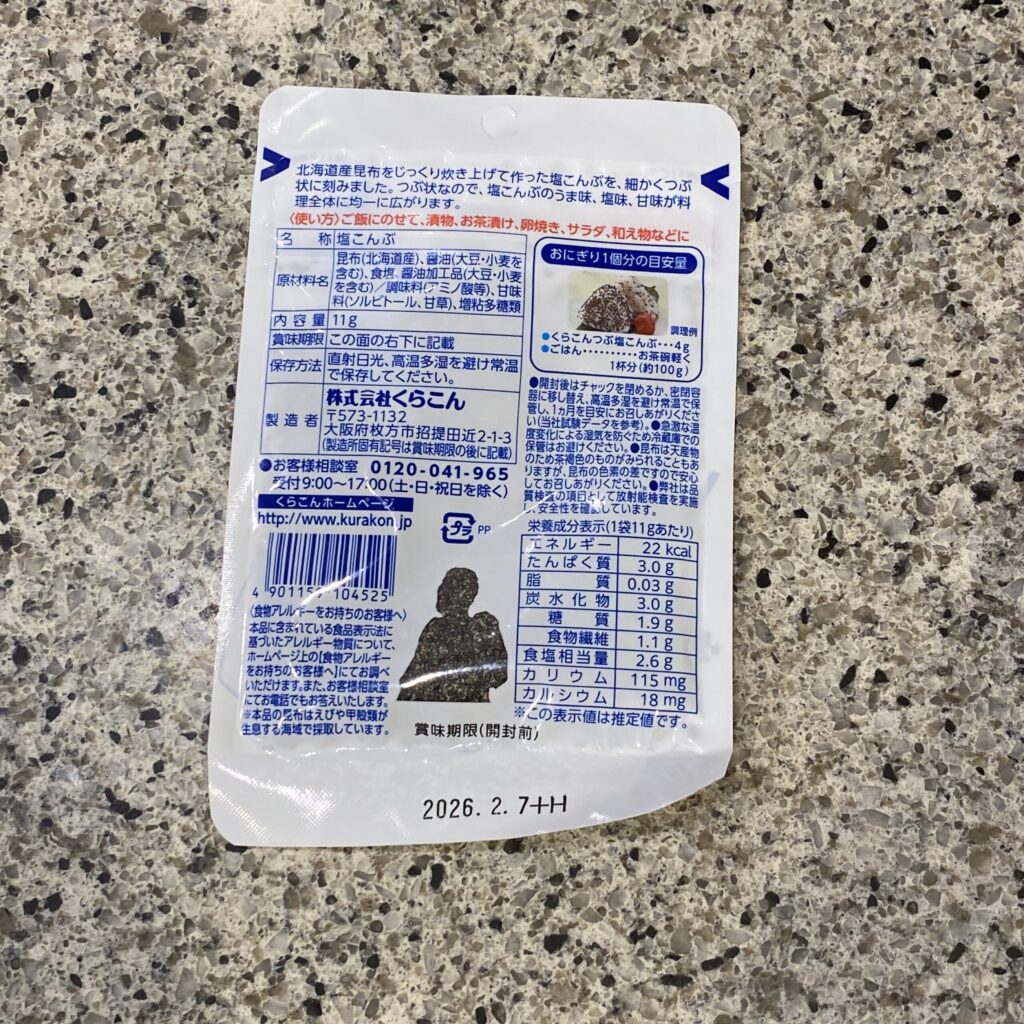 北海道産昆布をじっくり炊き上げて作った塩こんぶを、細かくつぶ
状に刻みました。つぶ状なので、塩こんぶのうま味、塩味、甘味が料
理全体に均一に広がります。
〈使い方〉ご飯にのせて、漬物、お茶漬け、卵焼き、サラダ、和え物などに
名称 塩こんぶ
原材料名 昆布(北海道産)、醤油(大豆・小麦を
含む)、食塩、醤油加工品(大豆・小麦
を含む)／調味料(アミノ酸等)、甘味
料(ソルビトール、甘草)、増粘多糖類
内容量 11g
賞味期限 この面の右下に記載
保存方法 直射日光、高温多湿を避け常温
で保存してください。
製造者 株式会社くらこん
〒573-1132
大阪府枚方市招提田近2-1-3
(製造所固有記号は賞味期限の後に記載)
●お客様相談室 0120-041-965
受付9:00〜17:00(土・日・祝日を除く)
くらこんホームページ
http://www.kurakon.jp
プラ PP
4 901159 104525
〈食物アレルギーをお持ちのお客様へ〉
本品に含まれている食品表示法に
基づいたアレルギー物質について、
ホームページ上の[食物アレルギー
をお持ちのお客様へ]にてお調べ
いただけます。また、お客様相談室
にてお電話でもお答えいたします。
※本品の昆布はえびや甲殻類が
生息する海域で採取しています。
おにぎり1個分の目安量
調理例
●くらこんつぶ塩こんぶ・・・4g
●ごはん・・・・・・・・・・お茶碗軽く
1杯分(約100g)
●開封後はチャックを閉めるか、密閉容
器に移し替え、高温多湿を避け常温で保
管し、1ヵ月を目安にお召しあがりくださ
い(当社試験データを参考)。●急激な温
度変化による湿気を防ぐため冷蔵庫での
保管はお避けください。●昆布は天産物
のため茶褐色のものがみられることもあ
りますが、昆布の色素の差ですので安心
してお召しあがりください。●弊社は品
質検査の項目として放射能検査を実施
し、安全性を確認しています。
栄養成分表示(1袋11gあたり)
エネルギー 22 kcal
たんぱく質 3.0 g
脂質 0.03 g
炭水化物 3.0 g
糖質 1.9 g
食物繊維 1.1 g
食塩相当量 2.6 g
カリウム 115 mg
カルシウム 18 mg
※この表示値は推定値です。
賞味期限(開封前)
2026. 2. 7+H